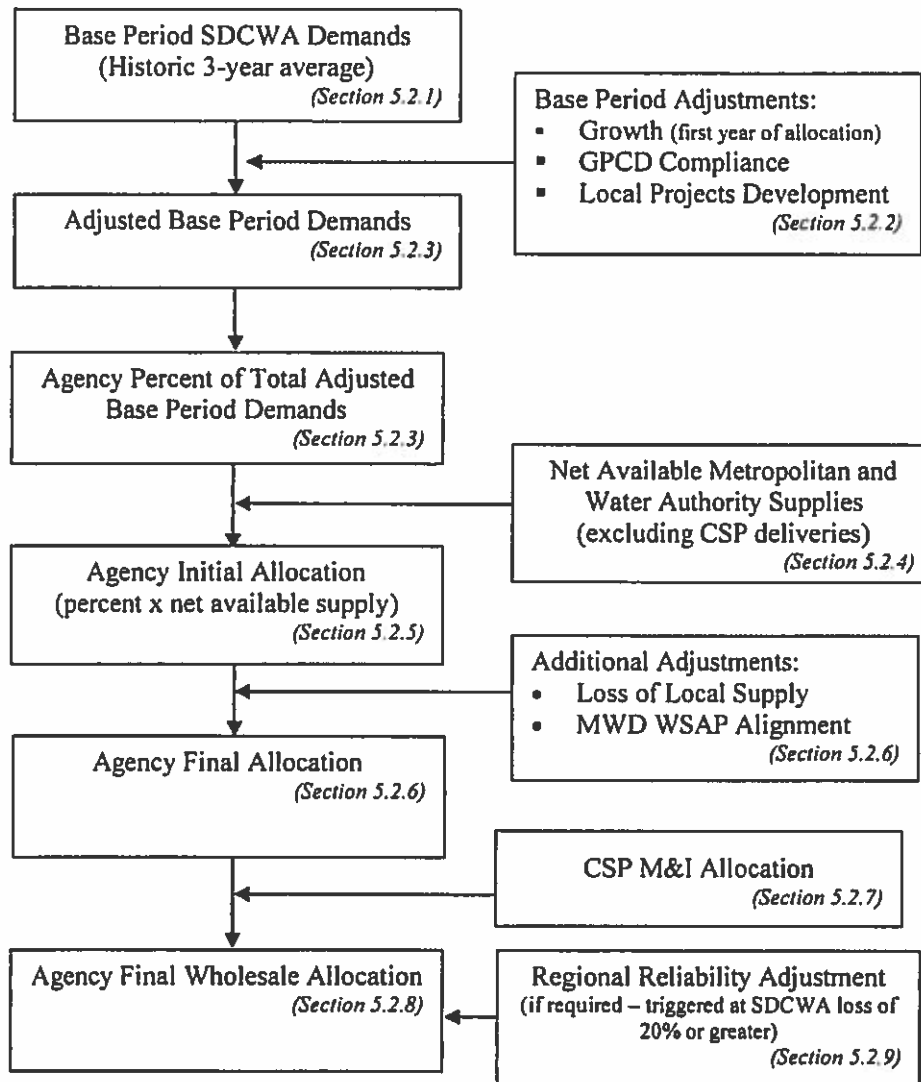 Base Period SDCWA Demands
(Historic 3-year average)
(Section 5.2.1)
Base Period Adjustments:
▪ Growth (first year of allocation)
▪ GPCD Compliance
▪ Local Projects Development
(Section 5.2.2)
Adjusted Base Period Demands
(Section 5.2.3)
Agency Percent of Total Adjusted
Base Period Demands
(Section 5.2.3)
Net Available Metropolitan and
Water Authority Supplies
(excluding CSP deliveries)
(Section 5.2.4)
Agency Initial Allocation
(percent x net available supply)
(Section 5.2.5)
Additional Adjustments:
• Loss of Local Supply
• MWD WSAP Alignment
(Section 5.2.6)
Agency Final Allocation
(Section 5.2.6)
CSP M&I Allocation
(Section 5.2.7)
Agency Final Wholesale Allocation
(Section 5.2.8)
Regional Reliability Adjustment
(if required – triggered at SDCWA loss of
20% or greater)
(Section 5.2.9)